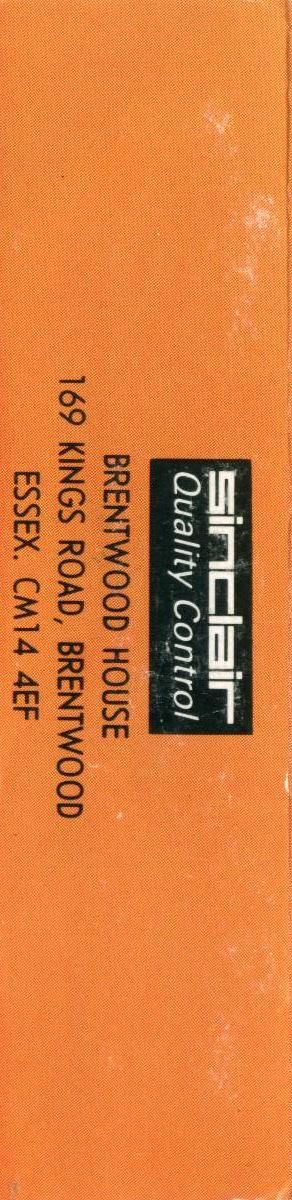 sinclair
Quality Control
BRENTWOOD HOUSE
169 KINGS ROAD, BRENTWOOD
ESSEX. CM14 4EF